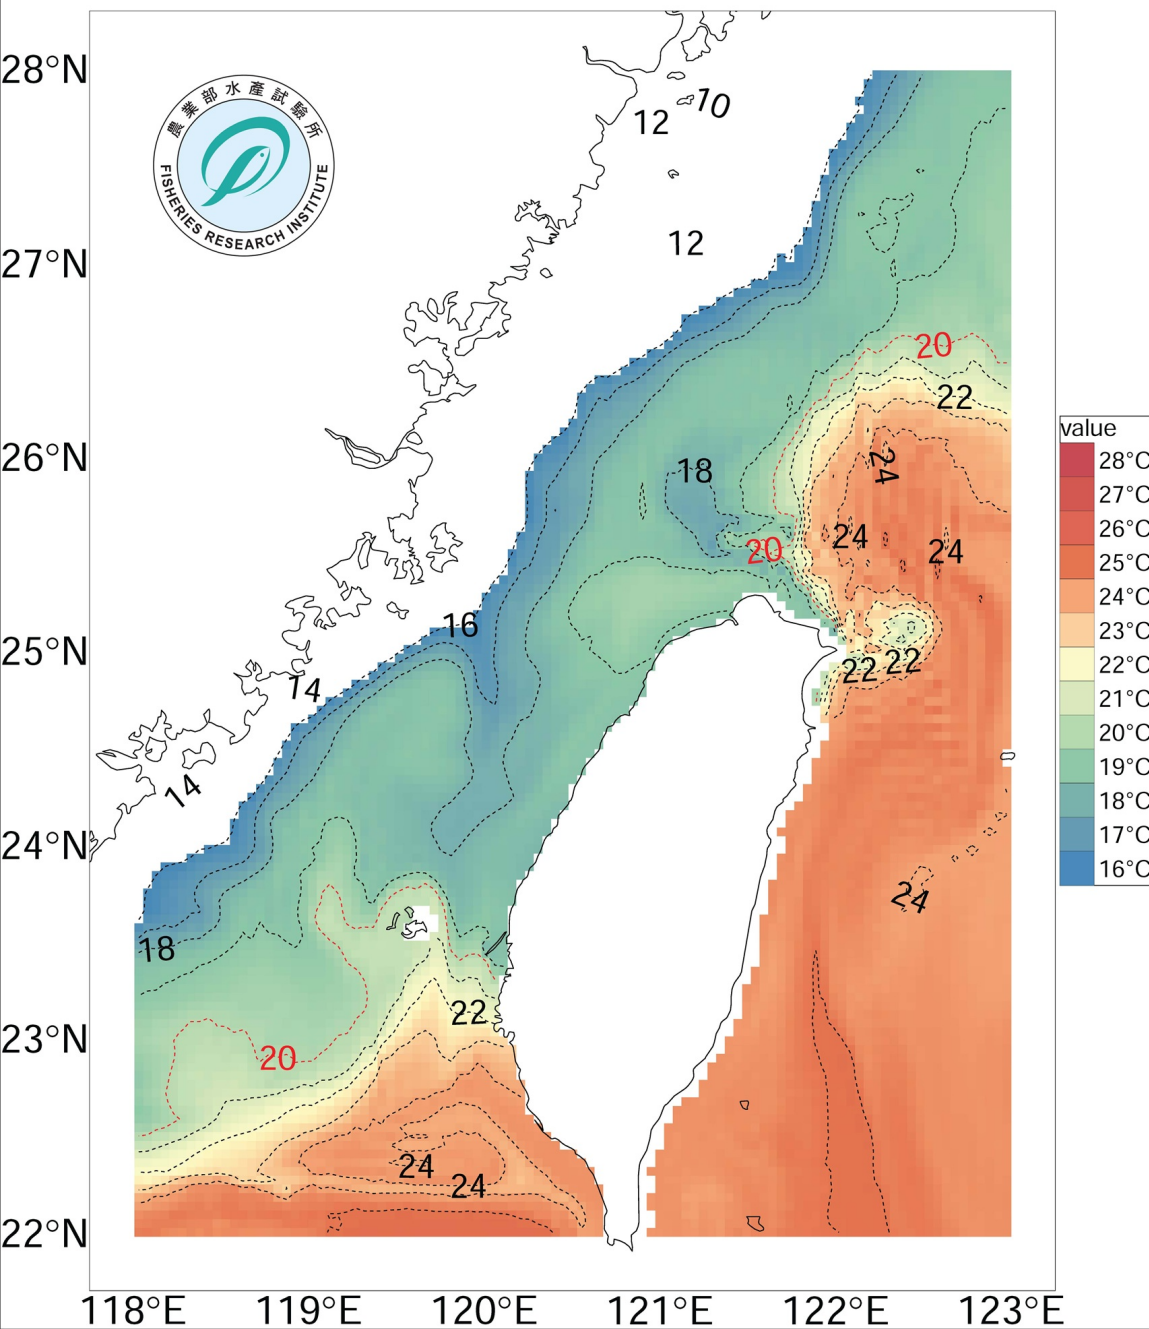 28°N
27°N
26°N
25°N
24°N
23°N
22°N
118°E
119°E
120°E
121°E
122°E
123°E
農業部水產試驗所
FISHERIES RESEARCH INSTITUTE
10
12
12
20
22
24
18
24
24
20
16
22
22
14
14
24
18
22
20
24
24
value
28°C
27°C
26°C
25°C
24°C
23°C
22°C
21°C
20°C
19°C
18°C
17°C
16°C